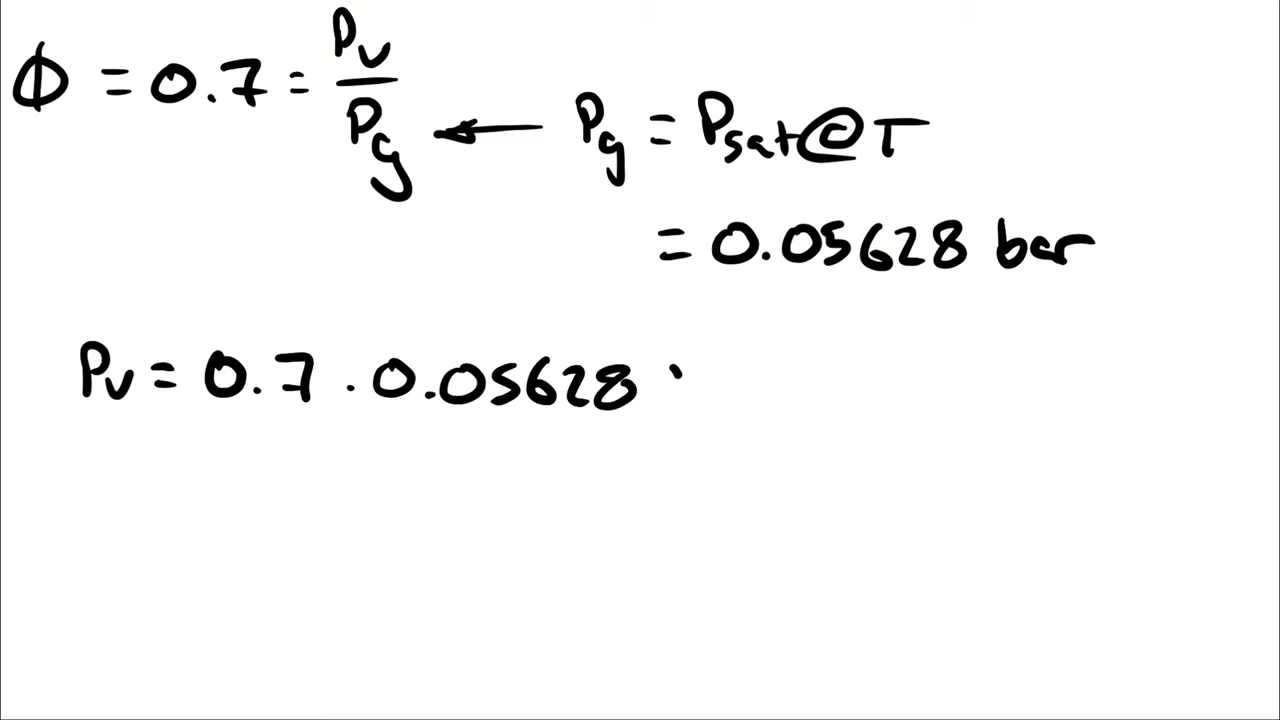 ϕ = 0.7 = Pv / Pg ← Pg = Psat@T
= 0.05628 bar
Pv = 0.7 · 0.05628